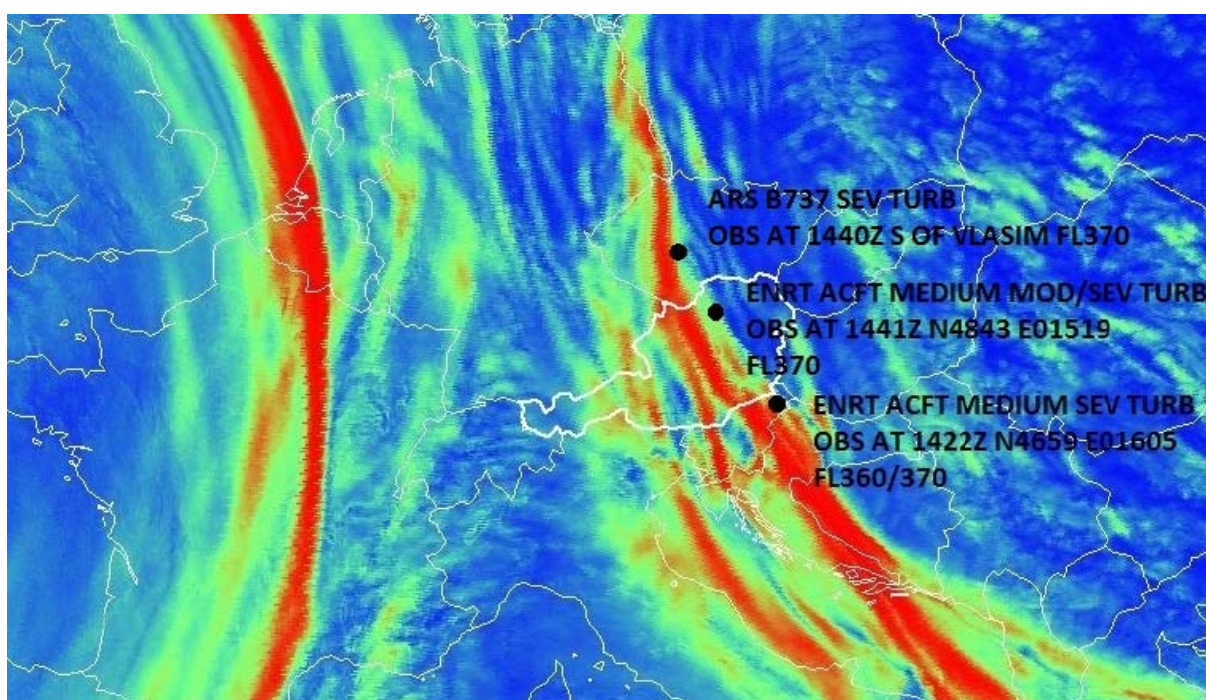 ARS B737 SEV TURB
OBS AT 1440Z S OF VLASIM FL370
ENRT ACFT MEDIUM MOD/SEV TURB
OBS AT 1441Z N4843 E01519
FL370
ENRT ACFT MEDIUM SEV TURB
OBS AT 1422Z N4659 E01605
FL360/370